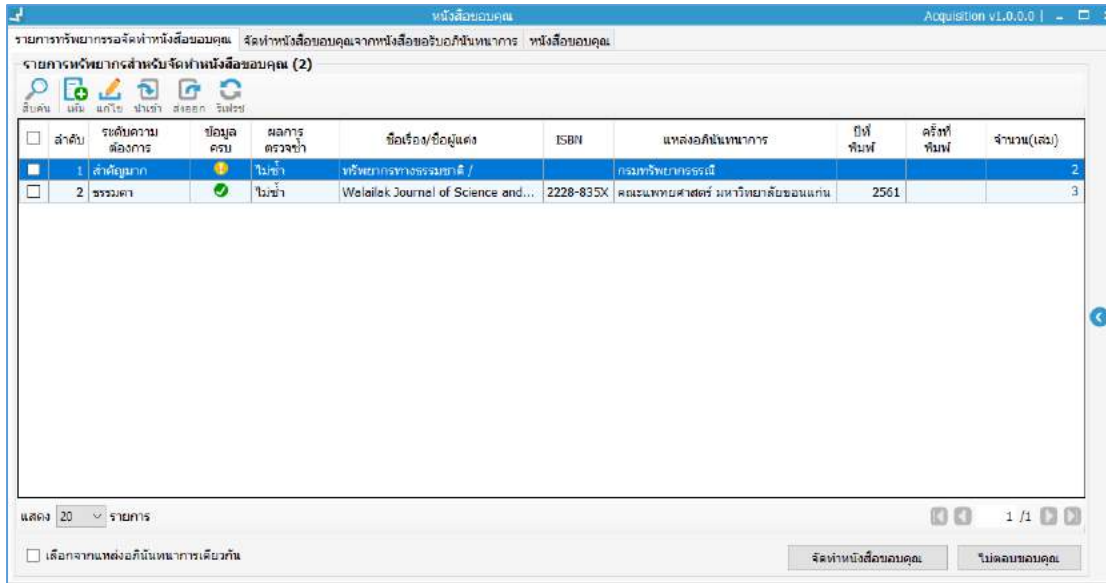 หนังสือขอบคุณ
Acquisition v1.0.0.0 |
รายการทรัพยากรรอจัดทำหนังสือขอบคุณ จัดทำหนังสือขอบคุณจากหนังสือขอรับอภินันทนาการ หนังสือขอบคุณ
รายการทรัพยากรสำหรับจัดทำหนังสือขอบคุณ (2)
สืบค้น เพิ่ม แก้ไข นำเข้า ส่งออก รีเฟรช
ลำดับ ระดับความต้องการ ข้อมูลครบ ผลการตรวจซ้ำ ชื่อเรื่อง/ชื่อผู้แต่ง ISBN แหล่งอภินันทนาการ ปีที่พิมพ์ ครั้งที่พิมพ์ จำนวน(เล่ม)
1 สำคัญมาก ไม่ซ้ำ ทรัพยากรทางธรรมชาติ / กรมทรัพยากรธรณี 2
2 ธรรมดา ไม่ซ้ำ Walailak Journal of Science and... 2228-835X คณะแพทยศาสตร์ มหาวิทยาลัยขอนแก่น 2561 3
แสดง 20 รายการ
1 /1
เลือกจากแหล่งอภินันทนาการเดียวกัน
จัดทำหนังสือขอบคุณ ไม่ตอบขอบคุณ